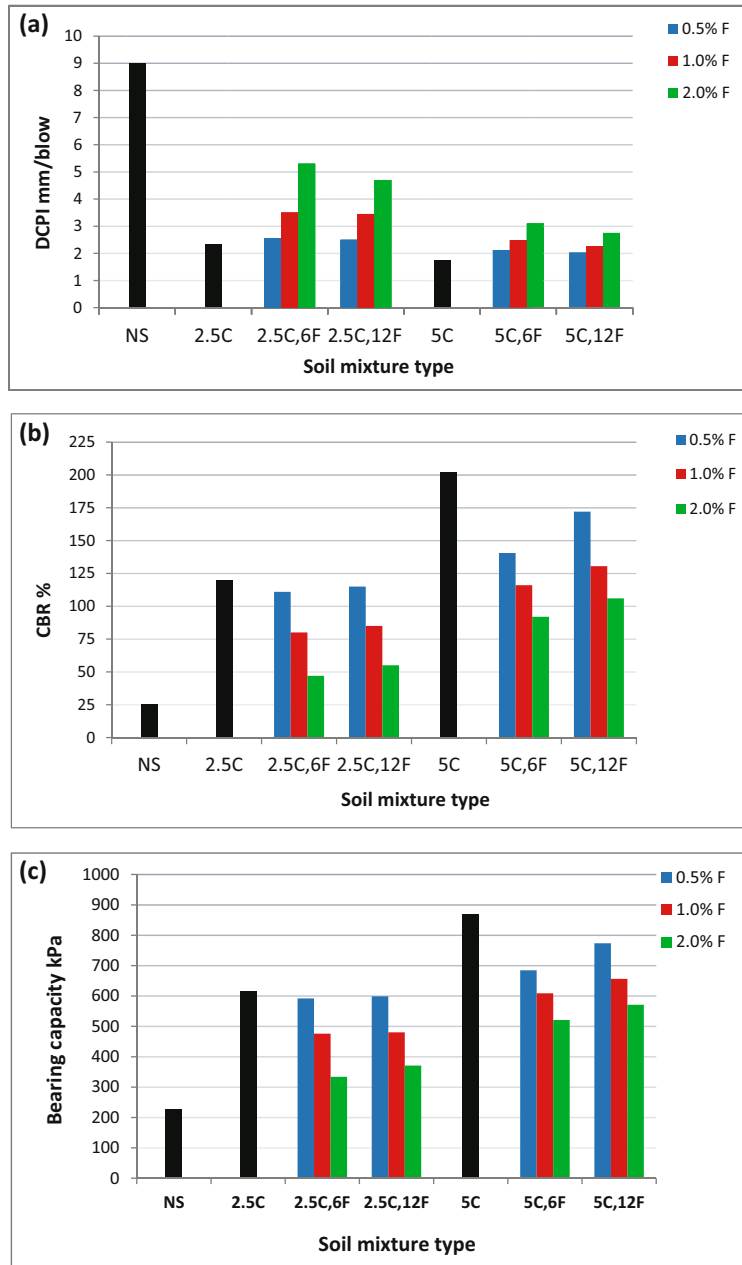 (a)
10
9
8
7
6
5
4
3
2
1
0
DCPI mm/blow
NS 2.5C 2.5C,6F 2.5C,12F 5C 5C,6F 5C,12F
Soil mixture type
0.5% F
1.0% F
2.0% F
(b)
225
200
175
150
125
100
75
50
25
0
CBR %
NS 2.5C 2.5C,6F 2.5C,12F 5C 5C,6F 5C,12F
Soil mixture type
0.5% F
1.0% F
2.0% F
(c)
1000
900
800
700
600
500
400
300
200
100
0
Bearing capacity kPa
NS 2.5C 2.5C,6F 2.5C,12F 5C 5C,6F 5C,12F
Soil mixture type
0.5% F
1.0% F
2.0% F